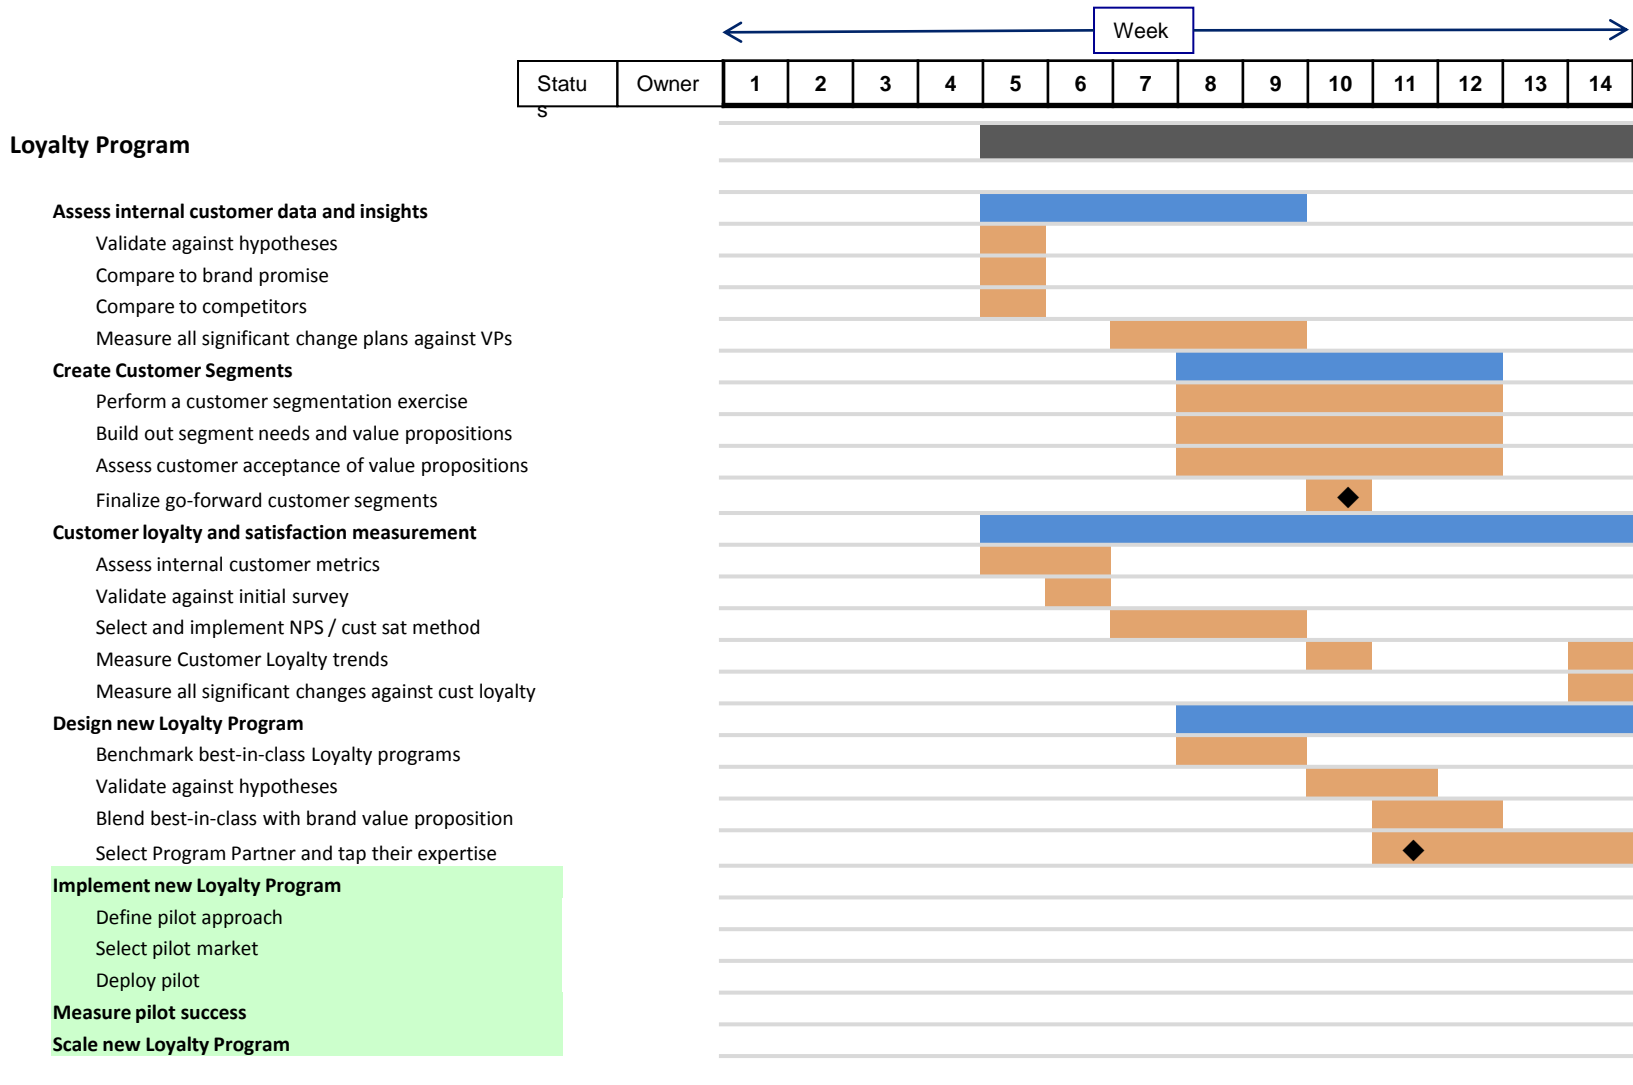 Week
Statu
s
Owner 1 2 3 4 5 6 7 8 9 10 11 12 13 14
Loyalty Program
Assess internal customer data and insights
Validate against hypotheses
Compare to brand promise
Compare to competitors
Measure all significant change plans against VPs
Create Customer Segments
Perform a customer segmentation exercise
Build out segment needs and value propositions
Assess customer acceptance of value propositions
Finalize go-forward customer segments
Customer loyalty and satisfaction measurement
Assess internal customer metrics
Validate against initial survey
Select and implement NPS / cust sat method
Measure Customer Loyalty trends
Measure all significant changes against cust loyalty
Design new Loyalty Program
Benchmark best-in-class Loyalty programs
Validate against hypotheses
Blend best-in-class with brand value proposition
Select Program Partner and tap their expertise
Implement new Loyalty Program
Define pilot approach
Select pilot market
Deploy pilot
Measure pilot success
Scale new Loyalty Program